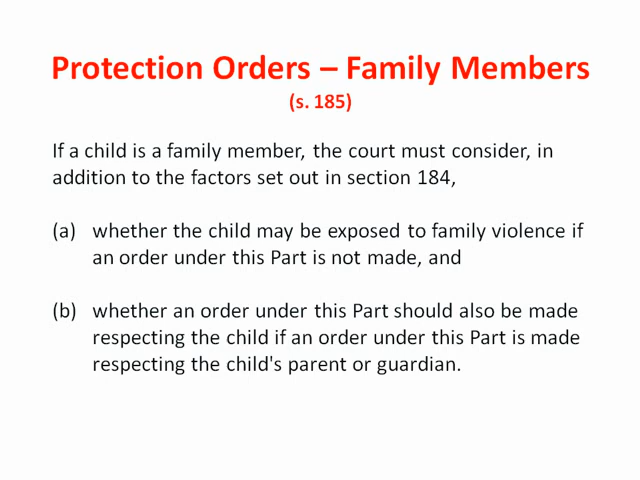 Protection Orders – Family Members
(s. 185)
If a child is a family member, the court must consider, in
addition to the factors set out in section 184,
(a) whether the child may be exposed to family violence if
an order under this Part is not made, and
(b) whether an order under this Part should also be made
respecting the child if an order under this Part is made
respecting the child's parent or guardian.